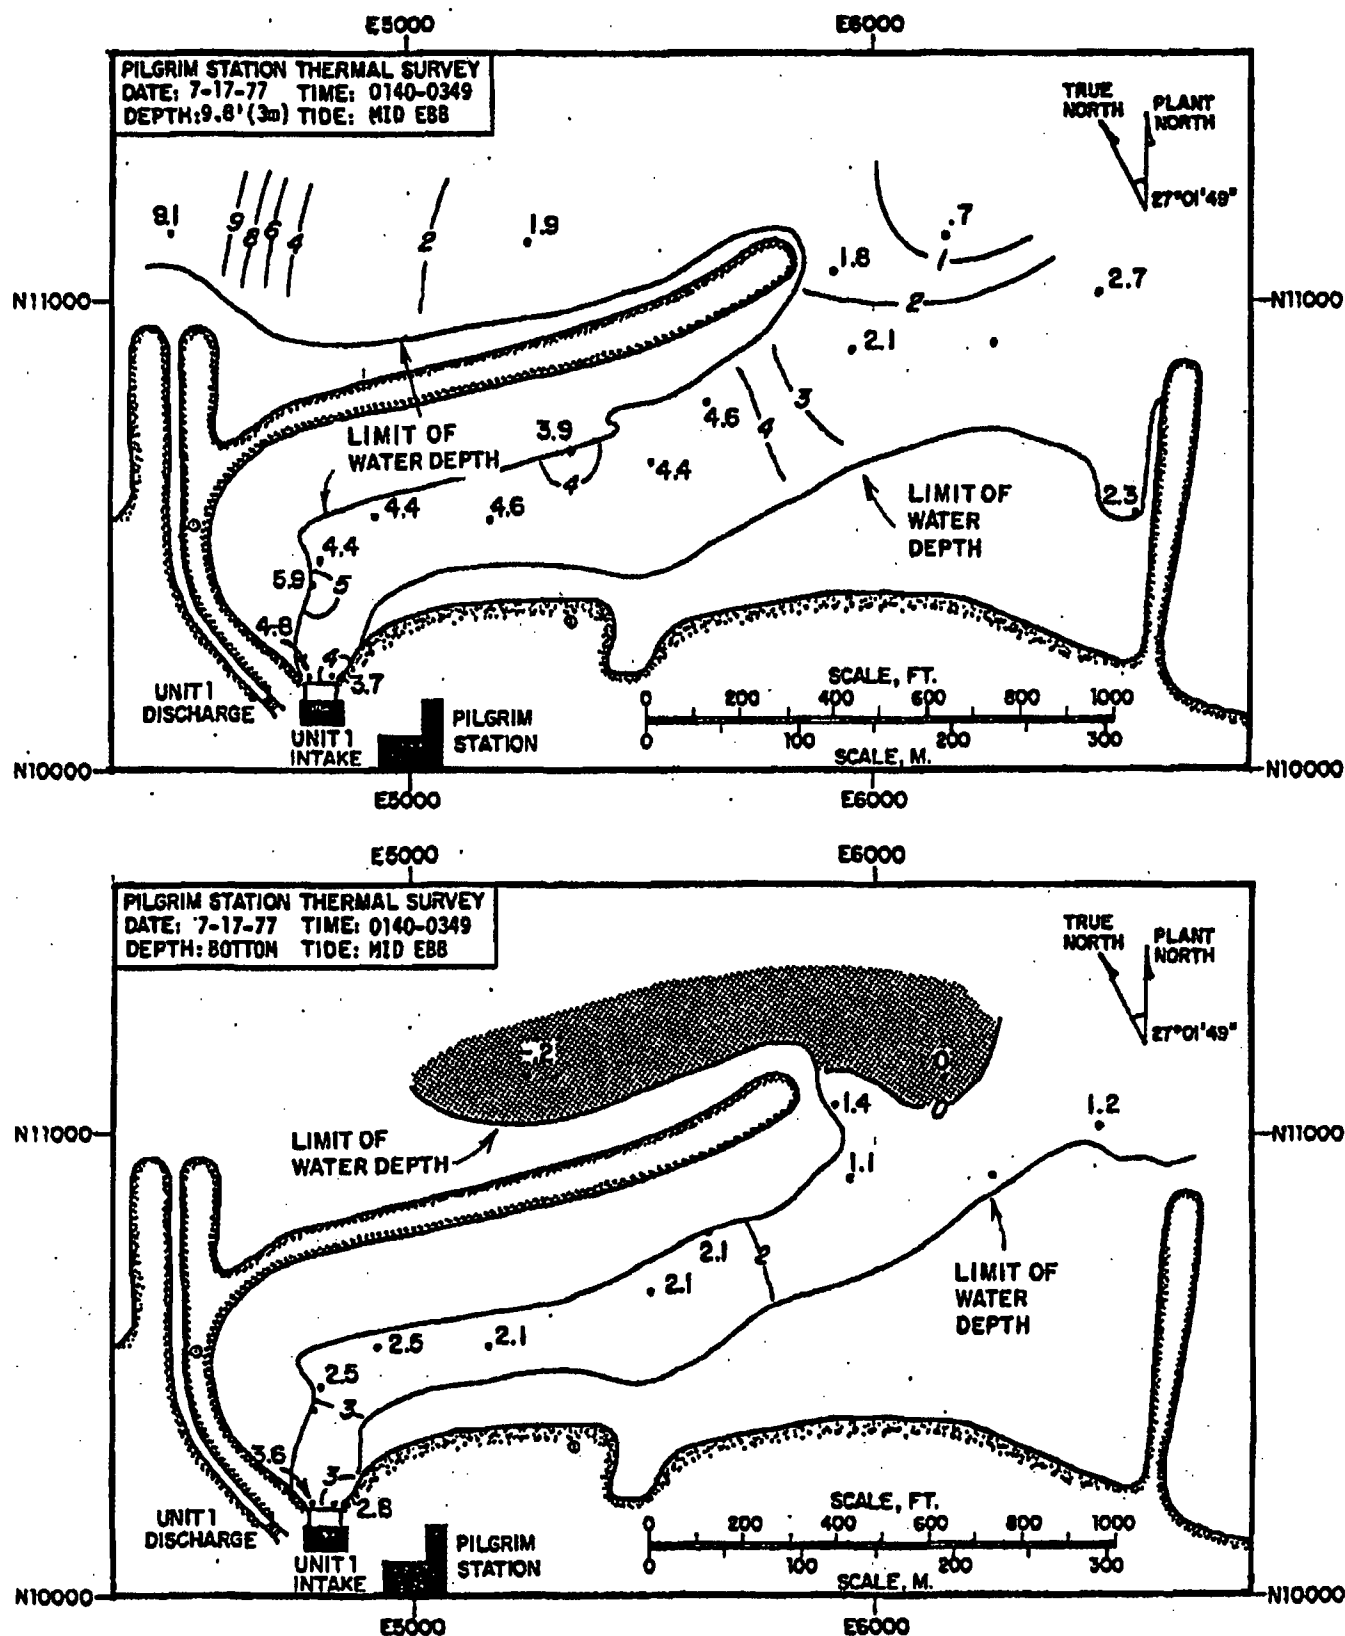 E5000 E6000
PILGRIM STATION THERMAL SURVEY
DATE: 7-17-77 TIME: 0140-0349
DEPTH: 9.8' (3m) TIDE: MID EBB
TRUE NORTH
PLANT NORTH
27°01'49"
9.1
9 8 6 4 2
1.9
.7
1
1.8
2.7
N11000 N11000
2
2.1
3
4.6
4
3.9
4
4.4
LIMIT OF
WATER DEPTH
4.4
4.6
LIMIT OF
WATER
DEPTH
2.3
4.4
5.9
5
4.8
4
3.7
UNIT 1
DISCHARGE
UNIT 1
INTAKE
PILGRIM
STATION
SCALE, FT.
0 200 400 600 800 1000
0 100 200 300
SCALE, M.
N10000 N10000
E5000 E6000
E5000 E6000
PILGRIM STATION THERMAL SURVEY
DATE: 7-17-77 TIME: 0140-0349
DEPTH: BOTTOM TIDE: MID EBB
TRUE NORTH
PLANT NORTH
27°01'49"
0
0
1.4
1.2
N11000 N11000
LIMIT OF
WATER DEPTH
1.1
2.1
2
2.1
2.5
2.1
LIMIT OF
WATER
DEPTH
2.5
3
3.6
3
2.8
UNIT 1
DISCHARGE
UNIT 1
INTAKE
PILGRIM
STATION
SCALE, FT.
0 200 400 600 800 1000
0 100 200 300
SCALE, M.
N10000 N10000
E5000 E6000